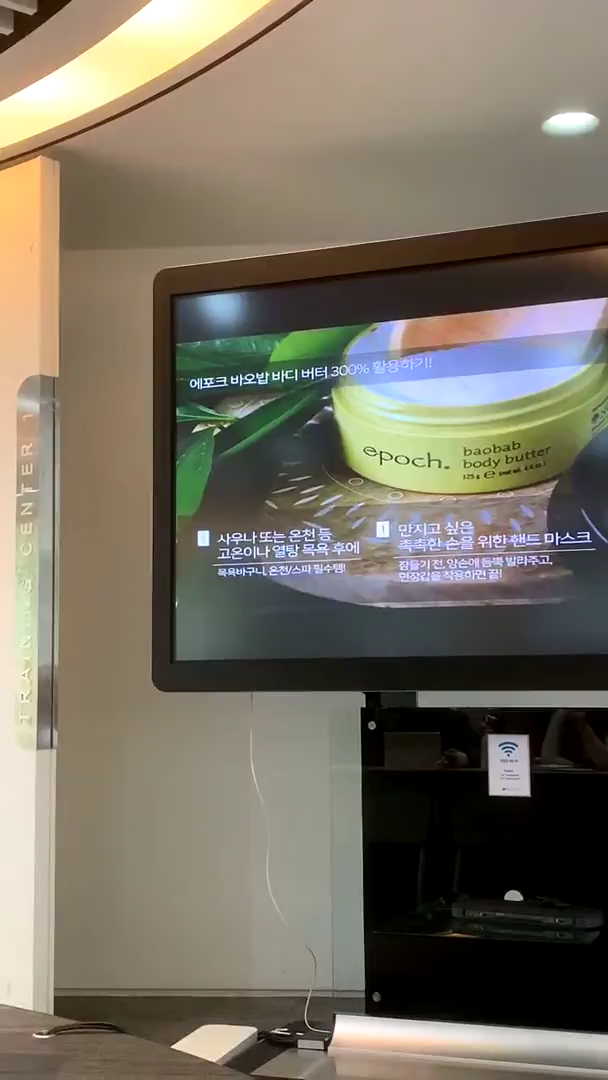 에포크 바오밥 바디 버터 300% 활용하기!
epoch.
baobab
body butter
125 g e
사우나 또는 온천 등
고온이나 열탕 목욕 후에
목욕바구니, 온천/스파 필수템!
만지고 싶은
촉촉한 손을 위한 핸드 마스크
잠들기 전, 양손에 듬뿍 발라주고,
면장갑을 착용하면 끝!
TRAINING CENTER 1